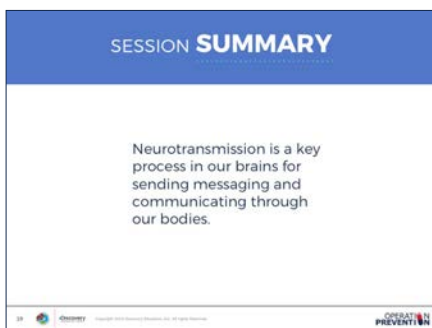 SESSION SUMMARY
Neurotransmission is a key
process in our brains for
sending messaging and
communicating through
our bodies.
OPERATION
PREVENTION